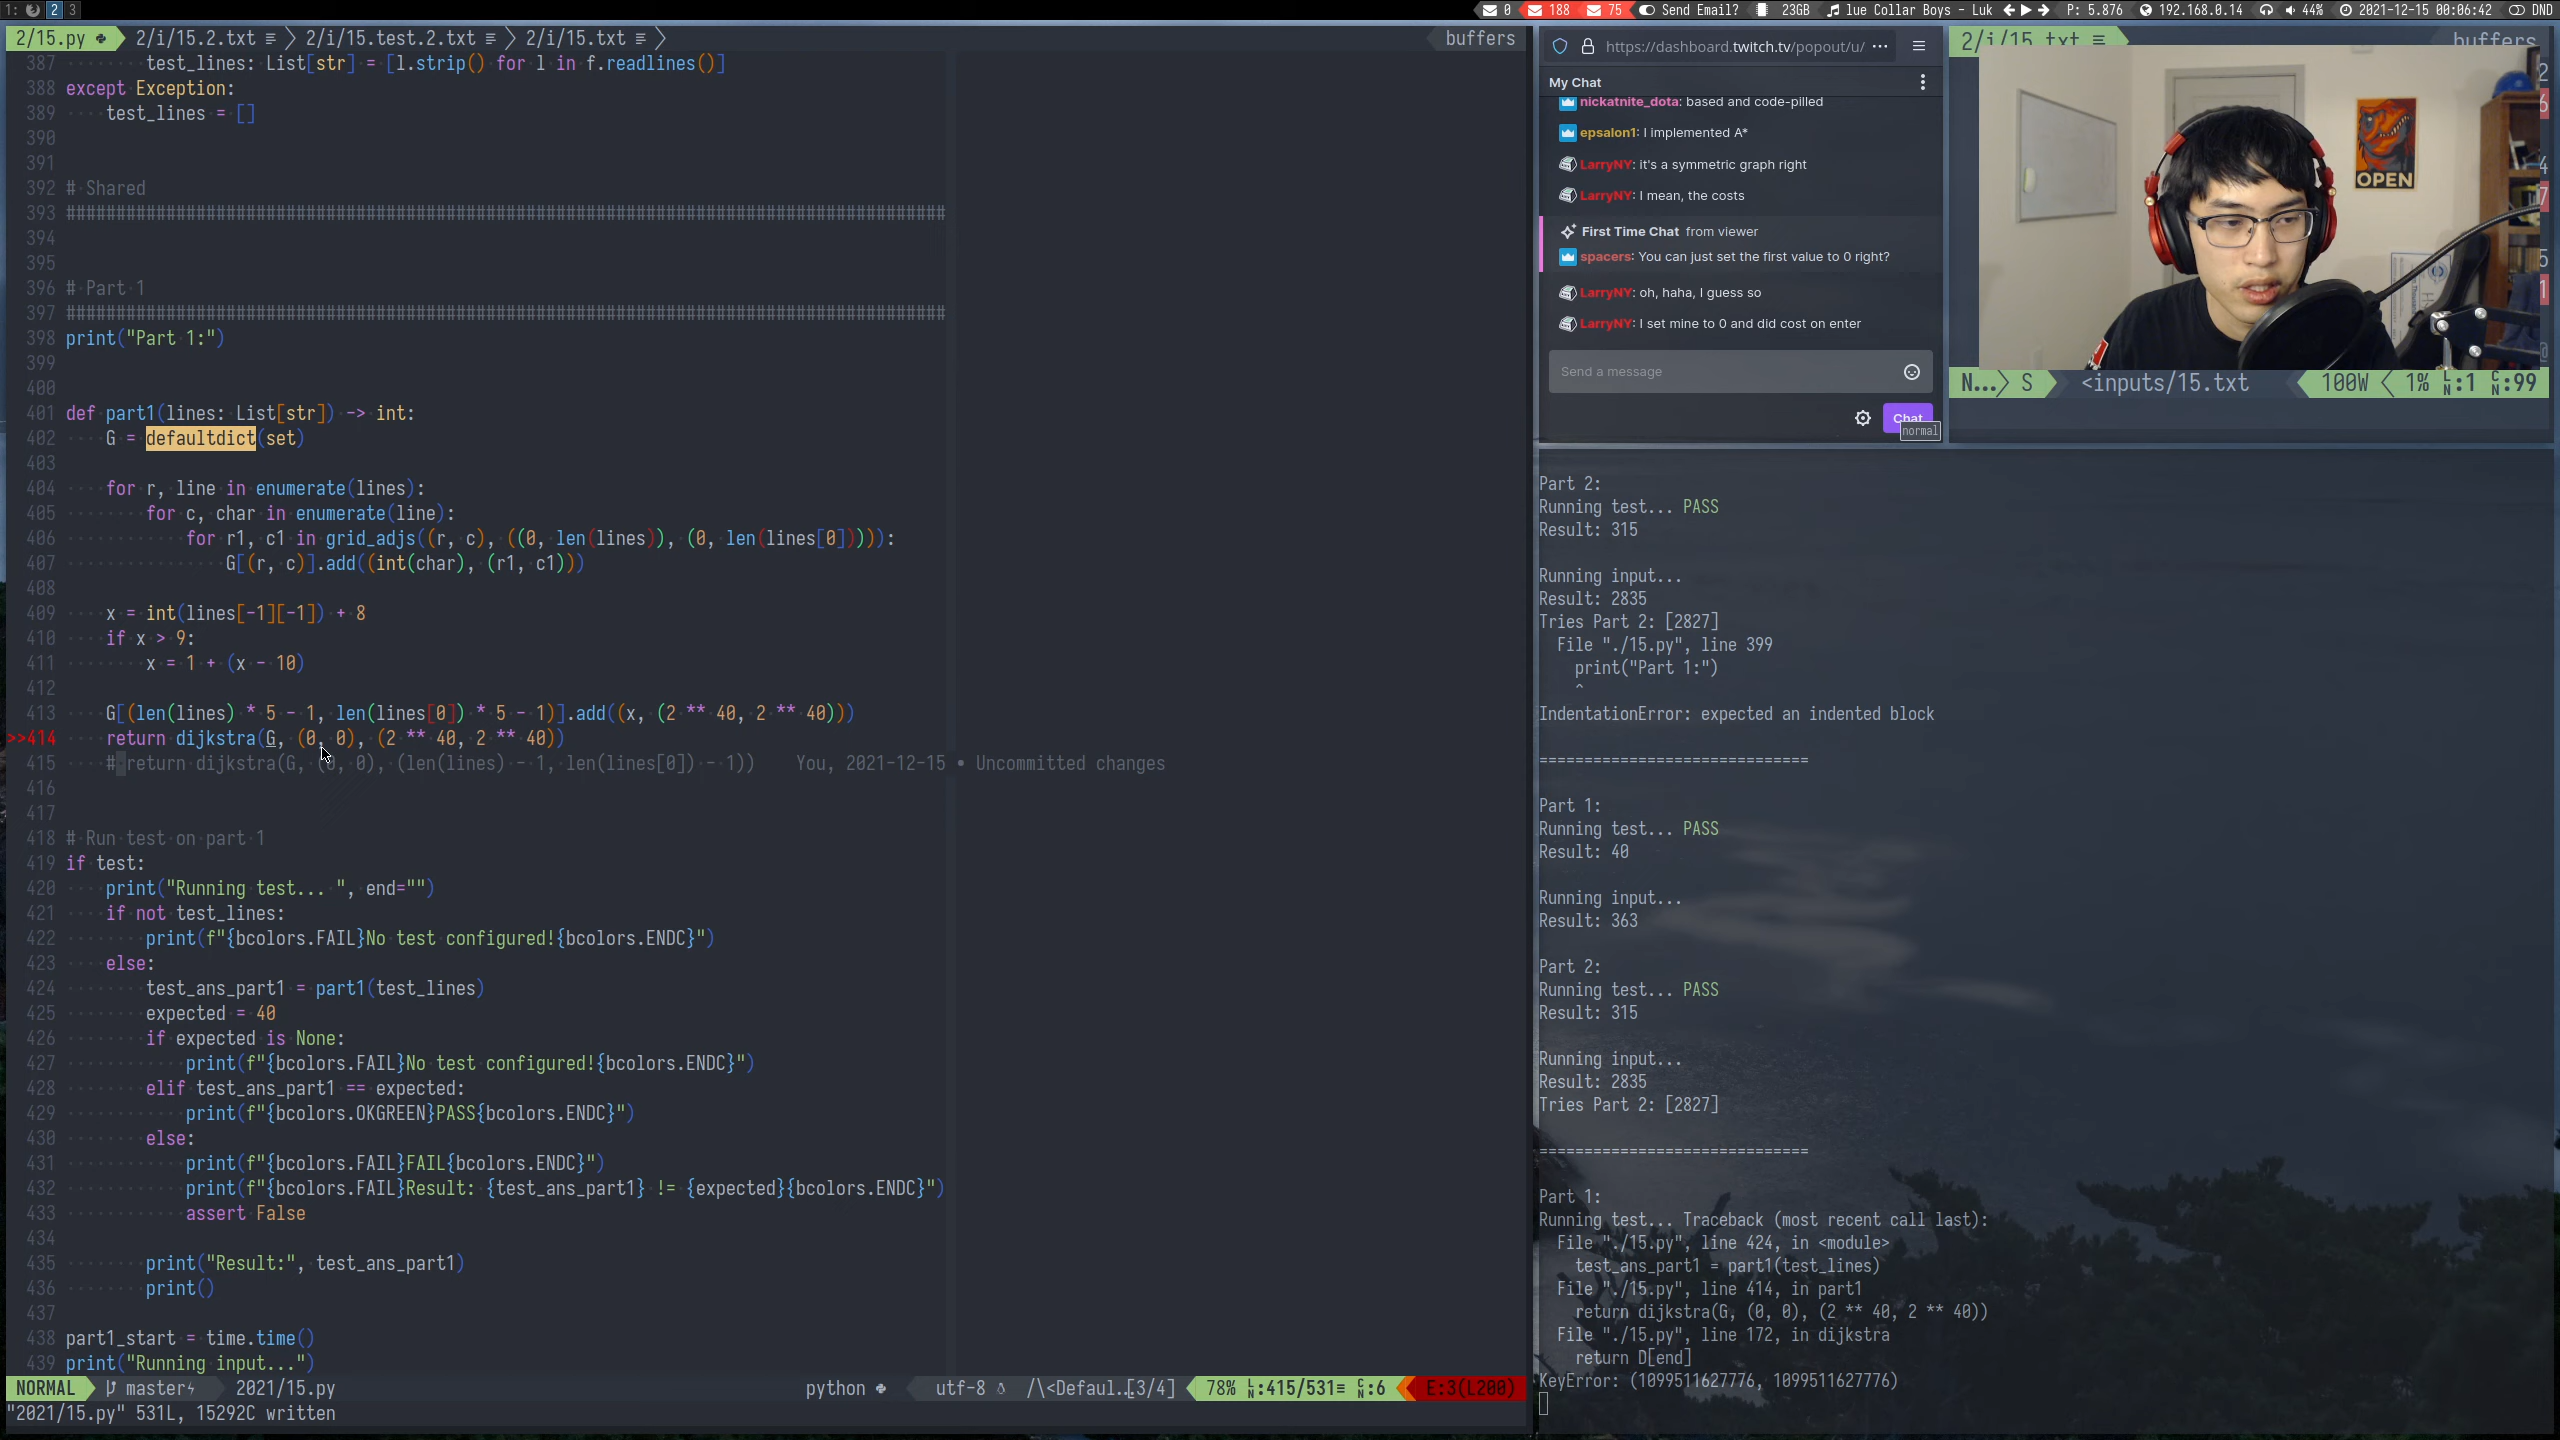 1: 2 3
0 188 75 Send Email? 23GB lue Collar Boys - Luk P: 5.876 192.168.0.14 44% 2021-12-15 00:06:42 DND
2/15.py 2/i/15.2.txt 2/i/15.test.2.txt 2/i/15.txt buffers
387 test_lines: List[str] = [l.strip() for l in f.readlines()]
388 except Exception:
389 test_lines = []
390
391
392 # Shared
393 ########################################################################################
394
395
396 # Part 1
397 ########################################################################################
398 print("Part 1:")
399
400
401 def part1(lines: List[str]) -> int:
402 G = defaultdict(set)
403
404 for r, line in enumerate(lines):
405 for c, char in enumerate(line):
406 for r1, c1 in grid_adjs((r, c), ((0, len(lines)), (0, len(lines[0])))):
407 G[(r, c)].add((int(char), (r1, c1)))
408
409 x = int(lines[-1][-1]) + 8
410 if x > 9:
411 x = 1 + (x - 10)
412
413 G[(len(lines) * 5 - 1, len(lines[0]) * 5 - 1)].add((x, (2 ** 40, 2 ** 40)))
>>414 return dijkstra(G, (0, 0), (2 ** 40, 2 ** 40))
415 # return dijkstra(G, (0, 0), (len(lines) - 1, len(lines[0]) - 1)) You, 2021-12-15 • Uncommitted changes
416
417
418 # Run test on part 1
419 if test:
420 print("Running test... ", end="")
421 if not test_lines:
422 print(f"{bcolors.FAIL}No test configured!{bcolors.ENDC}")
423 else:
424 test_ans_part1 = part1(test_lines)
425 expected = 40
426 if expected is None:
427 print(f"{bcolors.FAIL}No test configured!{bcolors.ENDC}")
428 elif test_ans_part1 == expected:
429 print(f"{bcolors.OKGREEN}PASS{bcolors.ENDC}")
430 else:
431 print(f"{bcolors.FAIL}FAIL{bcolors.ENDC}")
432 print(f"{bcolors.FAIL}Result: {test_ans_part1} != {expected}{bcolors.ENDC}")
433 assert False
434
435 print("Result:", test_ans_part1)
436 print()
437
438 part1_start = time.time()
439 print("Running input...")
NORMAL master 2021/15.py python utf-8 /\<Defaul..[3/4] 78% LN:415/531 CN:6 E:3(L200)
"2021/15.py" 531L, 15292C written
https://dashboard.twitch.tv/popout/u/ ...
My Chat
nickatnite_dota: based and code-pilled
epsalon1: I implemented A*
LarryNY: it's a symmetric graph right
LarryNY: I mean, the costs
First Time Chat from viewer
spacers: You can just set the first value to 0 right?
LarryNY: oh, haha, I guess so
LarryNY: I set mine to 0 and did cost on enter
Send a message
Chat
normal
2/i/15.txt buffers
2
6
4
7
5
1
@
OPEN
N...> S <inputs/15.txt 100W 1% LN:1 CN:99
Part 2:
Running test... PASS
Result: 315
Running input...
Result: 2835
Tries Part 2: [2827]
File "./15.py", line 399
print("Part 1:")
^
IndentationError: expected an indented block
==============================
Part 1:
Running test... PASS
Result: 40
Running input...
Result: 363
Part 2:
Running test... PASS
Result: 315
Running input...
Result: 2835
Tries Part 2: [2827]
==============================
Part 1:
Running test... Traceback (most recent call last):
File "./15.py", line 424, in <module>
test_ans_part1 = part1(test_lines)
File "./15.py", line 414, in part1
return dijkstra(G, (0, 0), (2 ** 40, 2 ** 40))
File "./15.py", line 172, in dijkstra
return D[end]
KeyError: (1099511627776, 1099511627776)